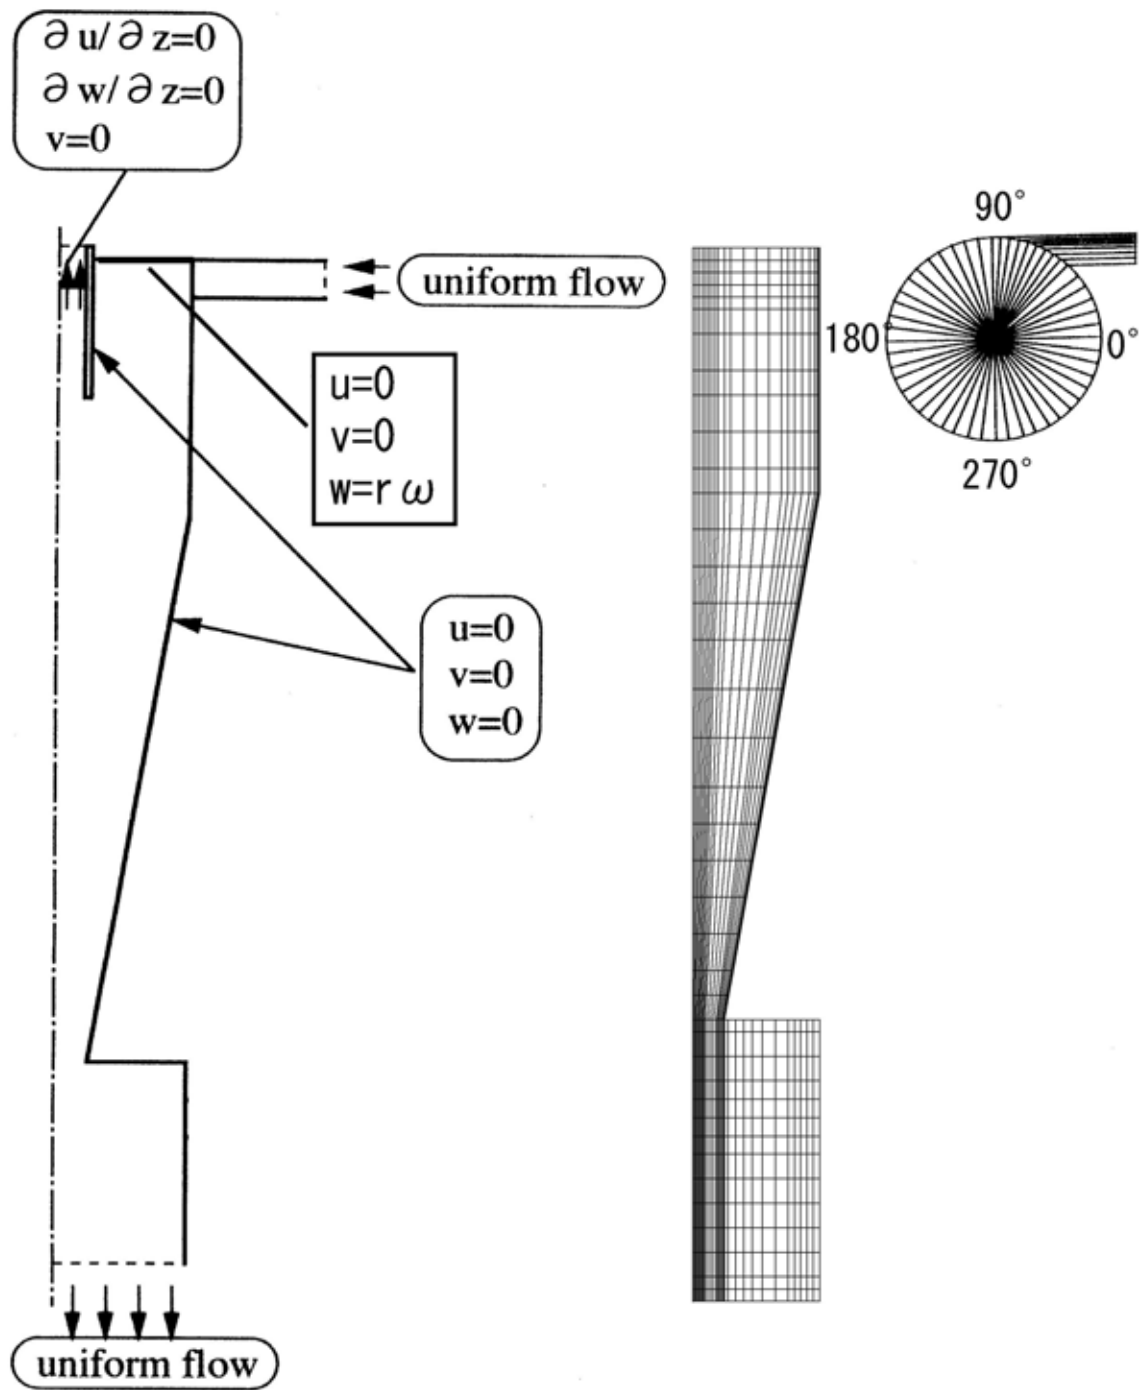 ∂ u/ ∂ z=0
∂ w/ ∂ z=0
v=0
uniform flow
u=0
v=0
w=r ω
u=0
v=0
w=0
uniform flow
90°
180°
0°
270°